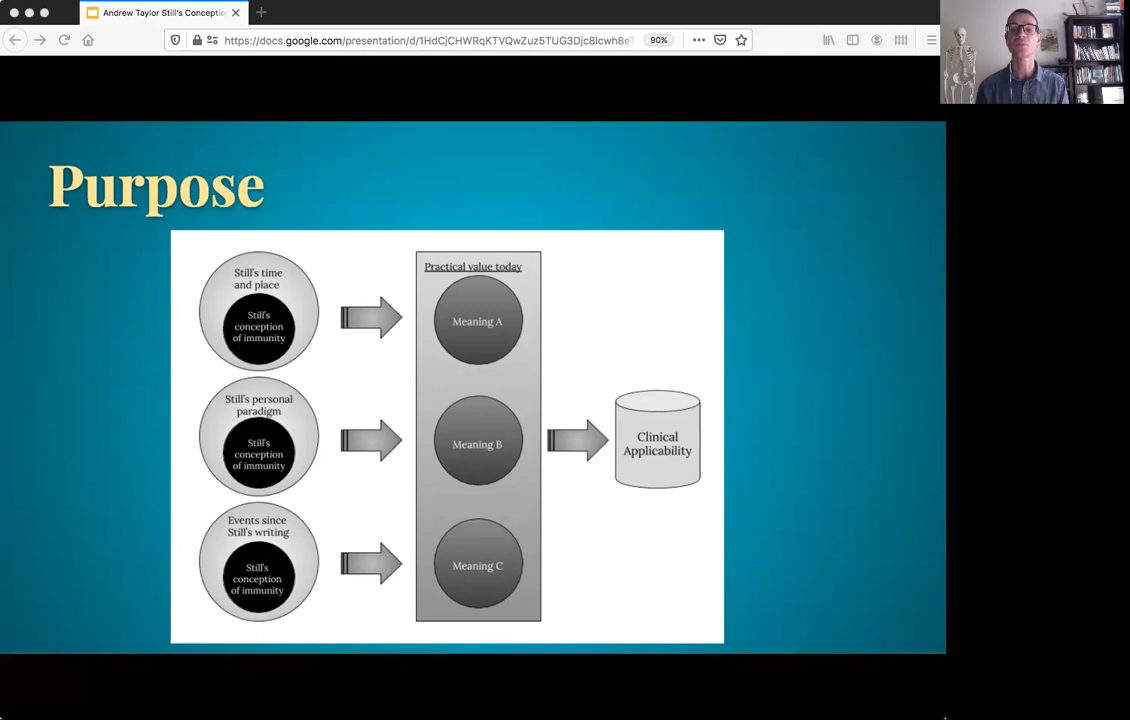 Andrew Taylor Still's Conceptio
https://docs.google.com/presentation/d/1HdCjCHWRqKTVQwZuz5TUG3Djc8lcwh8eT
90%
Purpose
Still's time
and place
Still's
conception
of immunity
Practical value today
Meaning A
Still's personal
paradigm
Still's
conception
of immunity
Meaning B
Clinical
Applicability
Events since
Still's writing
Still's
conception
of immunity
Meaning C